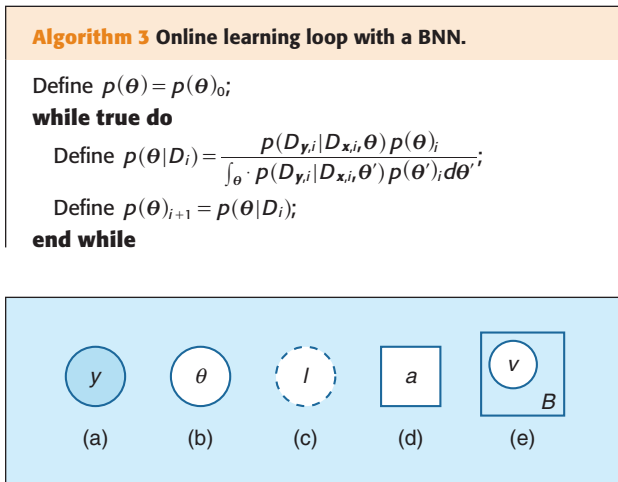 Algorithm 3 Online learning loop with a BNN.
Define p(θ) = p(θ)₀;
while true do
Define p(θ|Dᵢ) = p(D_{y,i}|D_{x,i},θ) p(θ)ᵢ / ∫_θ · p(D_{y,i}|D_{x,i},θ′) p(θ′)ᵢ dθ′ ;
Define p(θ)ᵢ₊₁ = p(θ|Dᵢ);
end while
y θ l a v B
(a) (b) (c) (d) (e)